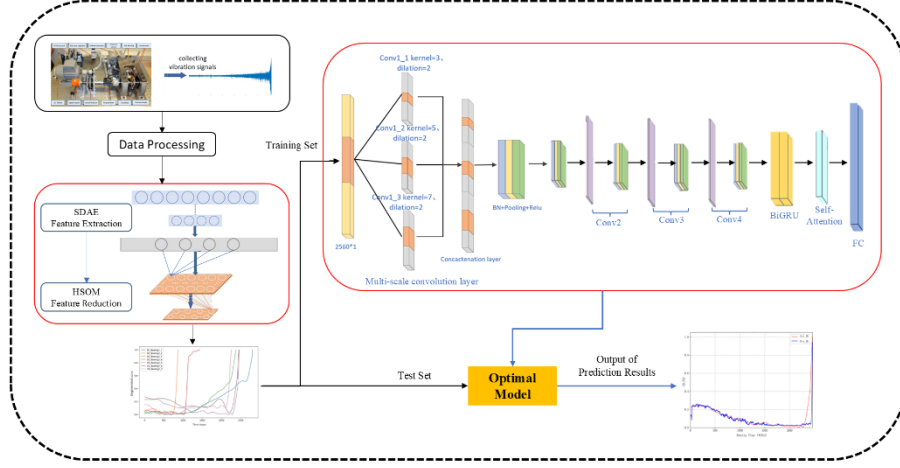 collecting
vibration signals
Data Processing
SDAE
Feature Extraction
HSOM
Feature Reduction
Training Set
Conv1_1 kernel=3、
dilation=2
Conv1_2 kernel=5、
dilation=2
Conv1_3 kernel=7、
dilation=2
2560*1
Concactenation layer
Multi-scale convolution layer
BN+Pooling+Relu
Conv2
Conv3
Conv4
BiGRU
Self-
Attention
FC
Test Set
Optimal
Model
Output of
Prediction Results